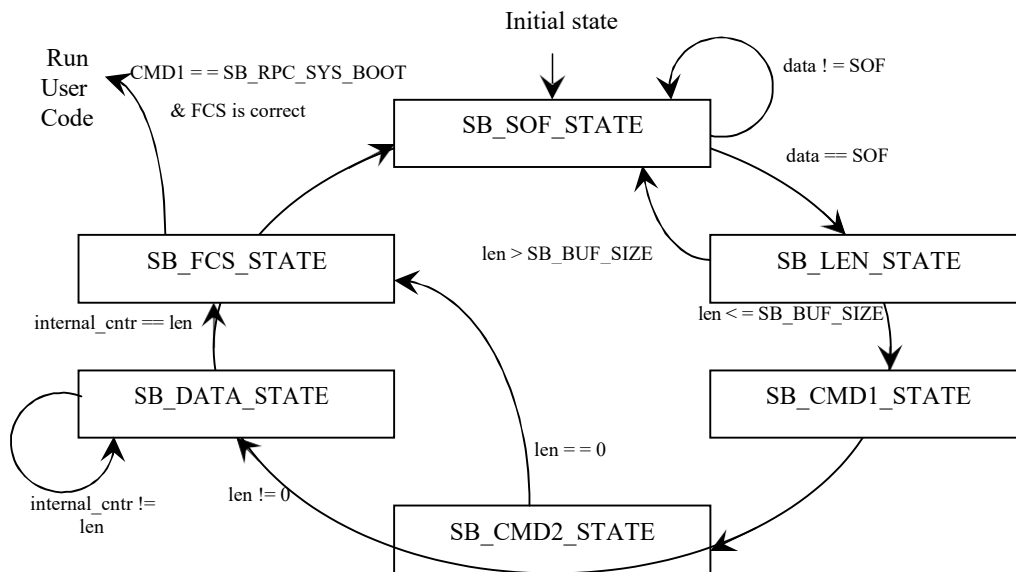 Initial state
Run
User
Code
CMD1 = = SB_RPC_SYS_BOOT
& FCS is correct
data ! = SOF
SB_SOF_STATE
data == SOF
len > SB_BUF_SIZE
SB_FCS_STATE
SB_LEN_STATE
internal_cntr == len
len < = SB_BUF_SIZE
SB_DATA_STATE
SB_CMD1_STATE
len = = 0
internal_cntr !=
len
len != 0
SB_CMD2_STATE